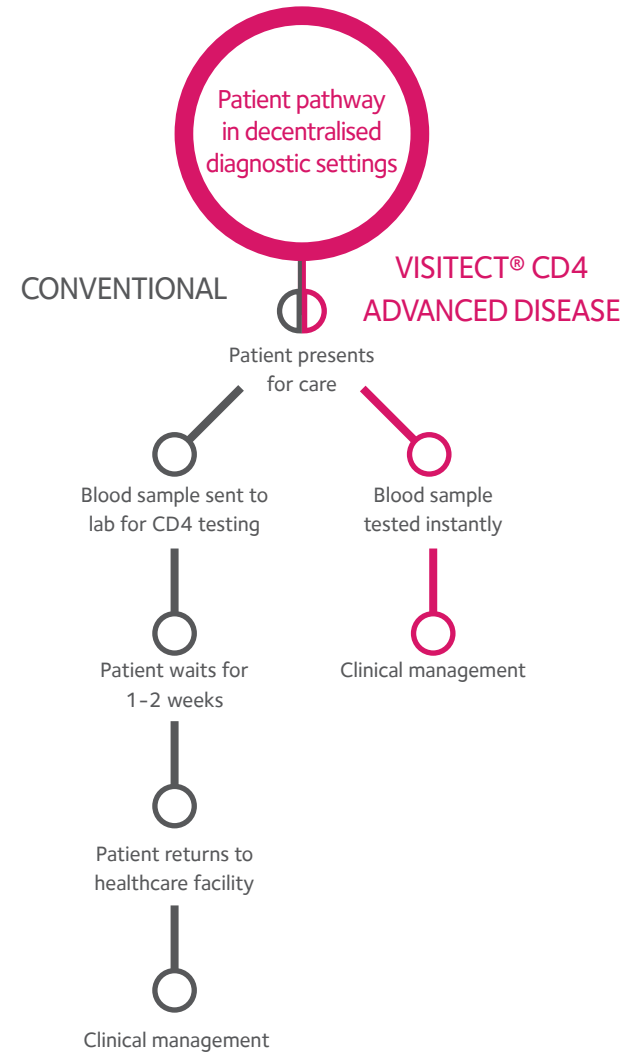 Patient pathway
in decentralised
diagnostic settings
CONVENTIONAL
VISITECT® CD4
ADVANCED DISEASE
Patient presents
for care
Blood sample sent to
lab for CD4 testing
Patient waits for
1-2 weeks
Patient returns to
healthcare facility
Clinical management
Blood sample
tested instantly
Clinical management